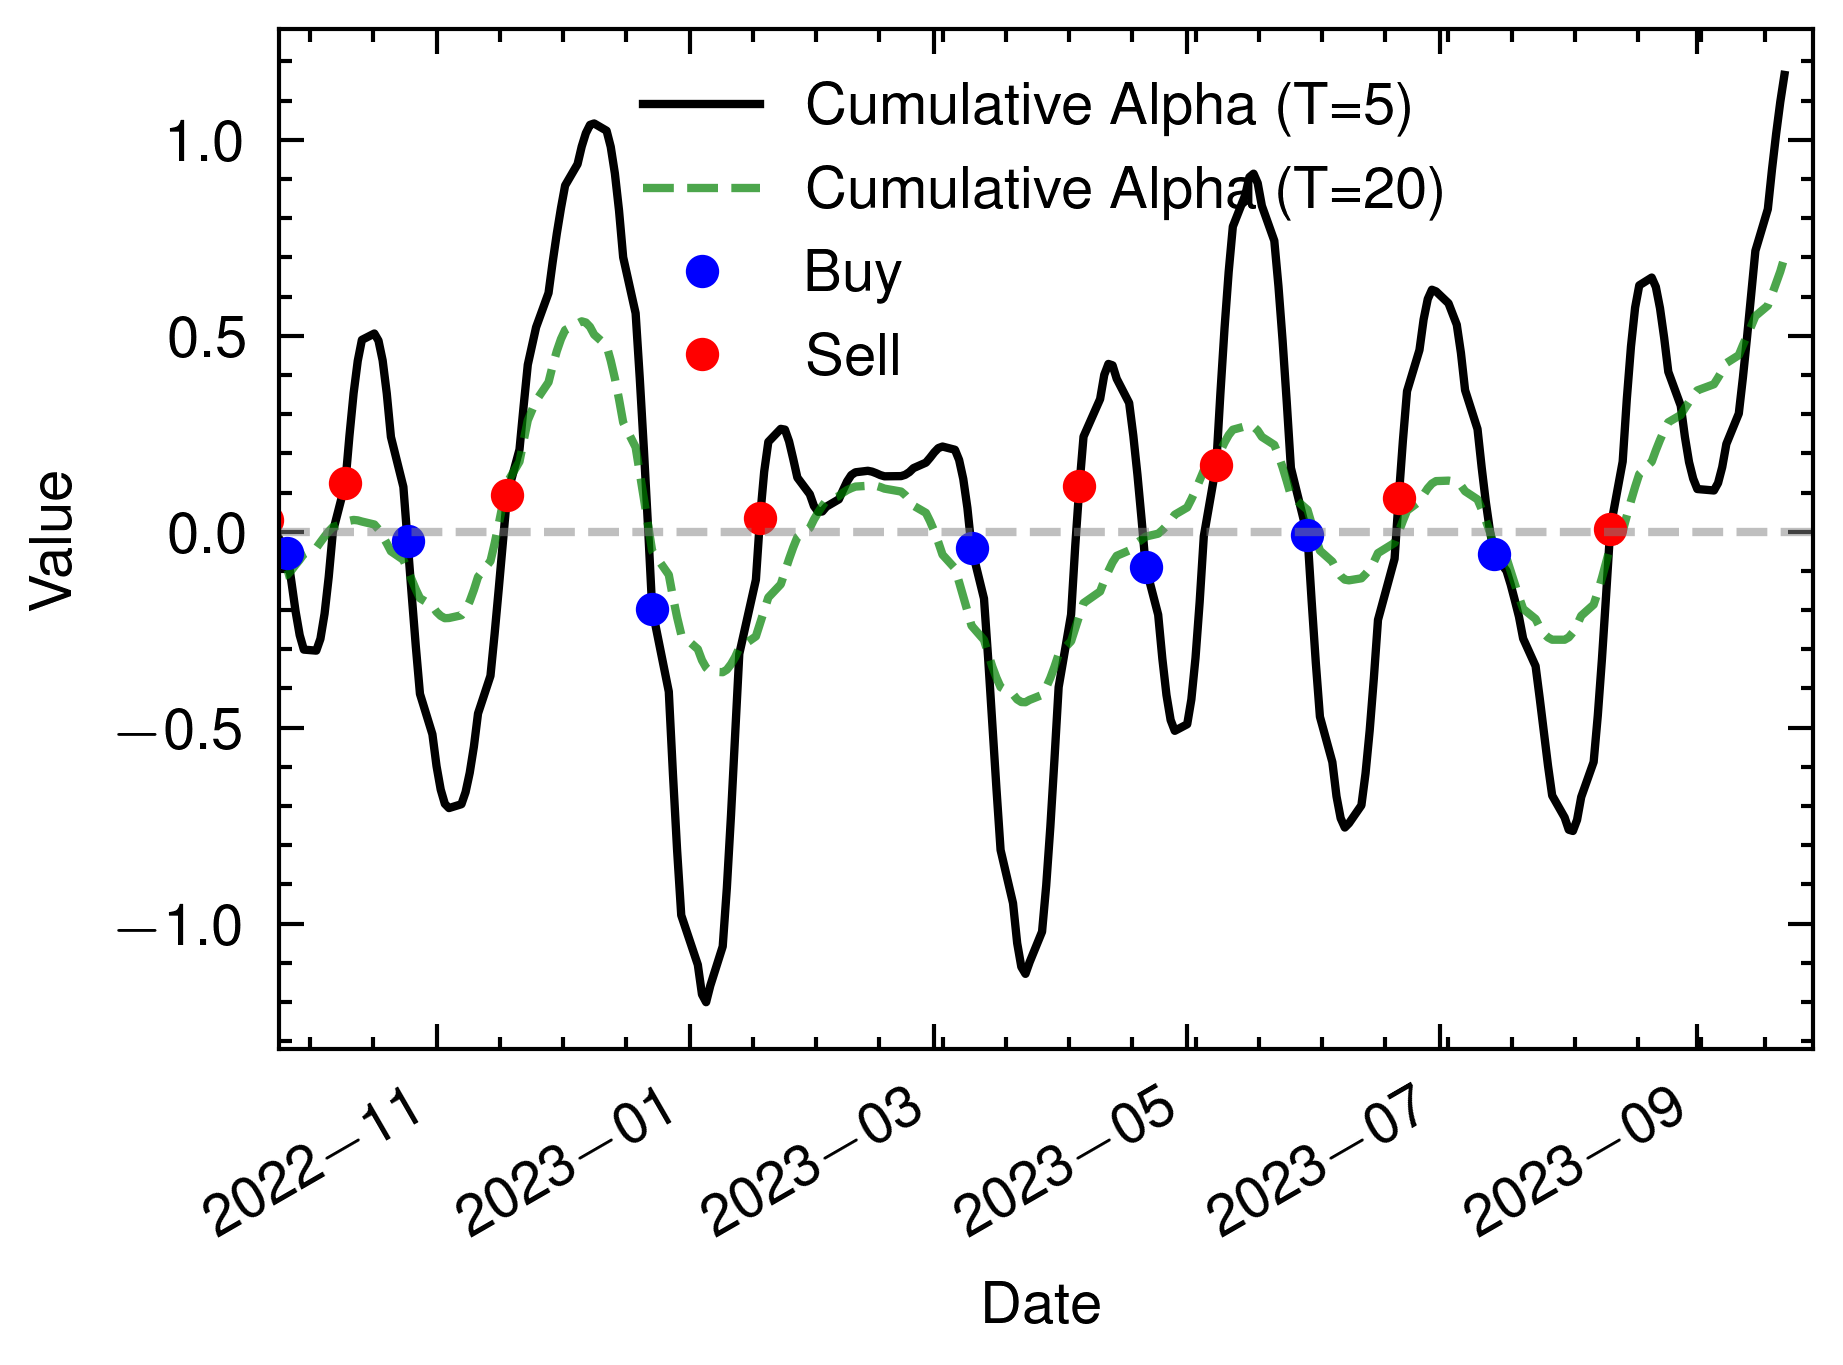 Cumulative Alpha (T=5)
Cumulative Alpha (T=20)
Buy
Sell
1.0
0.5
0.0
−0.5
−1.0
Value
2022−11
2023−01
2023−03
2023−05
2023−07
2023−09
Date